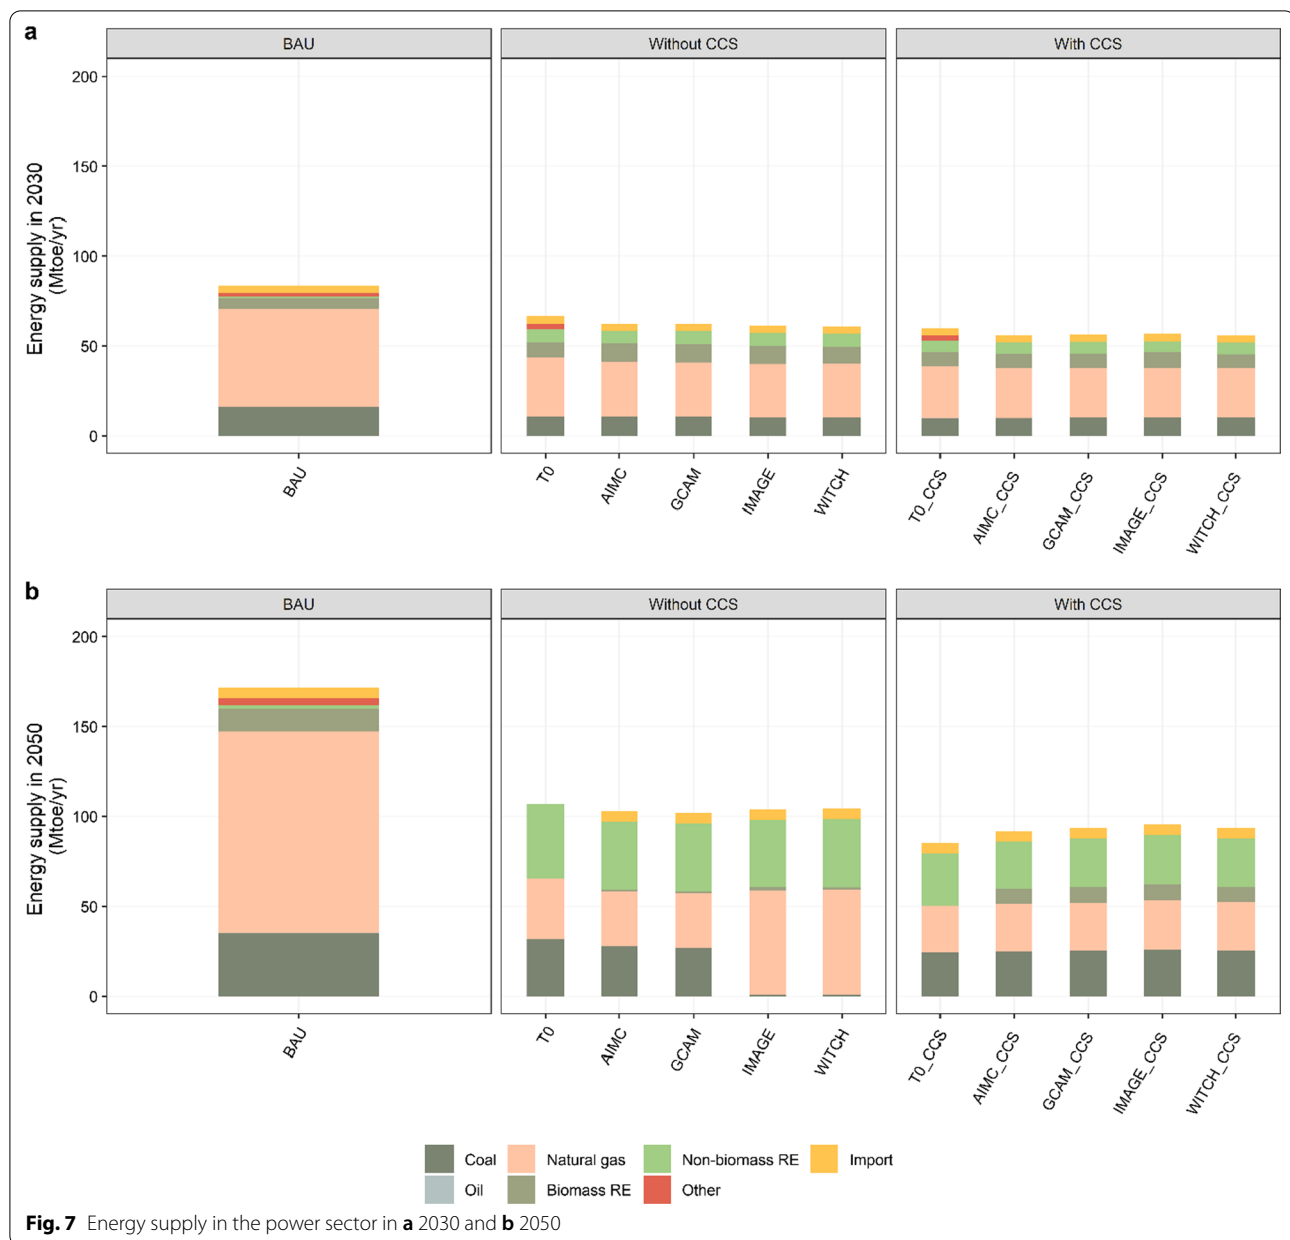 a
BAU
Without CCS
With CCS
Energy supply in 2030
(Mtoe/yr)
200
150
100
50
0
BAU
T0
AIMC
GCAM
IMAGE
WITCH
T0_CCS
AIMC_CCS
GCAM_CCS
IMAGE_CCS
WITCH_CCS
b
BAU
Without CCS
With CCS
Energy supply in 2050
(Mtoe/yr)
200
150
100
50
0
BAU
T0
AIMC
GCAM
IMAGE
WITCH
T0_CCS
AIMC_CCS
GCAM_CCS
IMAGE_CCS
WITCH_CCS
Coal
Natural gas
Non-biomass RE
Import
Oil
Biomass RE
Other
Fig. 7 Energy supply in the power sector in a 2030 and b 2050